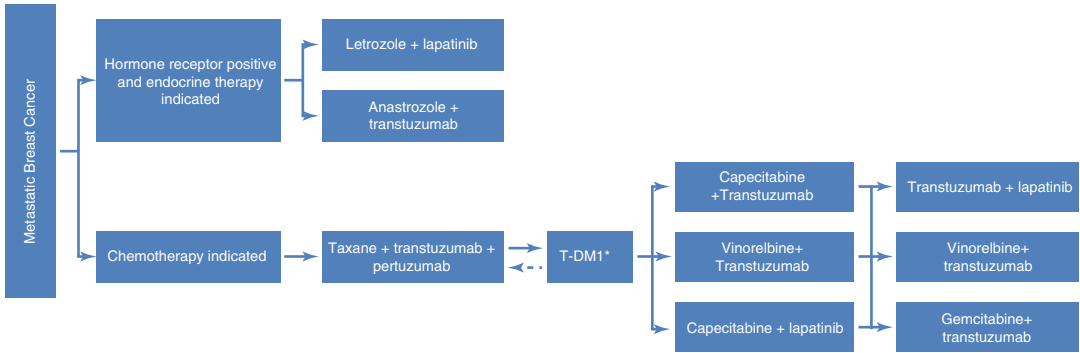 Metastatic Breast Cancer
Hormone receptor positive
and endocrine therapy
indicated
Letrozole + lapatinib
Anastrozole +
transtuzumab
Chemotherapy indicated
Taxane + transtuzumab +
pertuzumab
T-DM1*
Capecitabine
+Transtuzumab
Vinorelbine+
Transtuzumab
Capecitabine + lapatinib
Transtuzumab + lapatinib
Vinorelbine+
transtuzumab
Gemcitabine+
transtuzumab